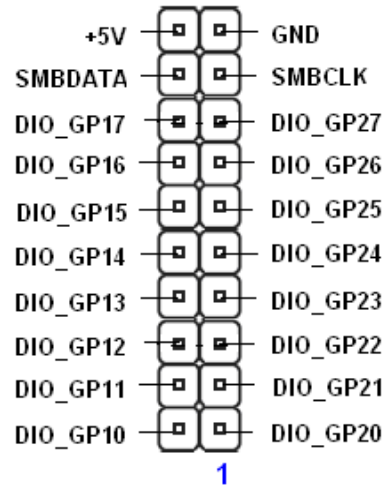 +5V GND
SMBDATA SMBCLK
DIO_GP17 DIO_GP27
DIO_GP16 DIO_GP26
DIO_GP15 DIO_GP25
DIO_GP14 DIO_GP24
DIO_GP13 DIO_GP23
DIO_GP12 DIO_GP22
DIO_GP11 DIO_GP21
DIO_GP10 DIO_GP20
1